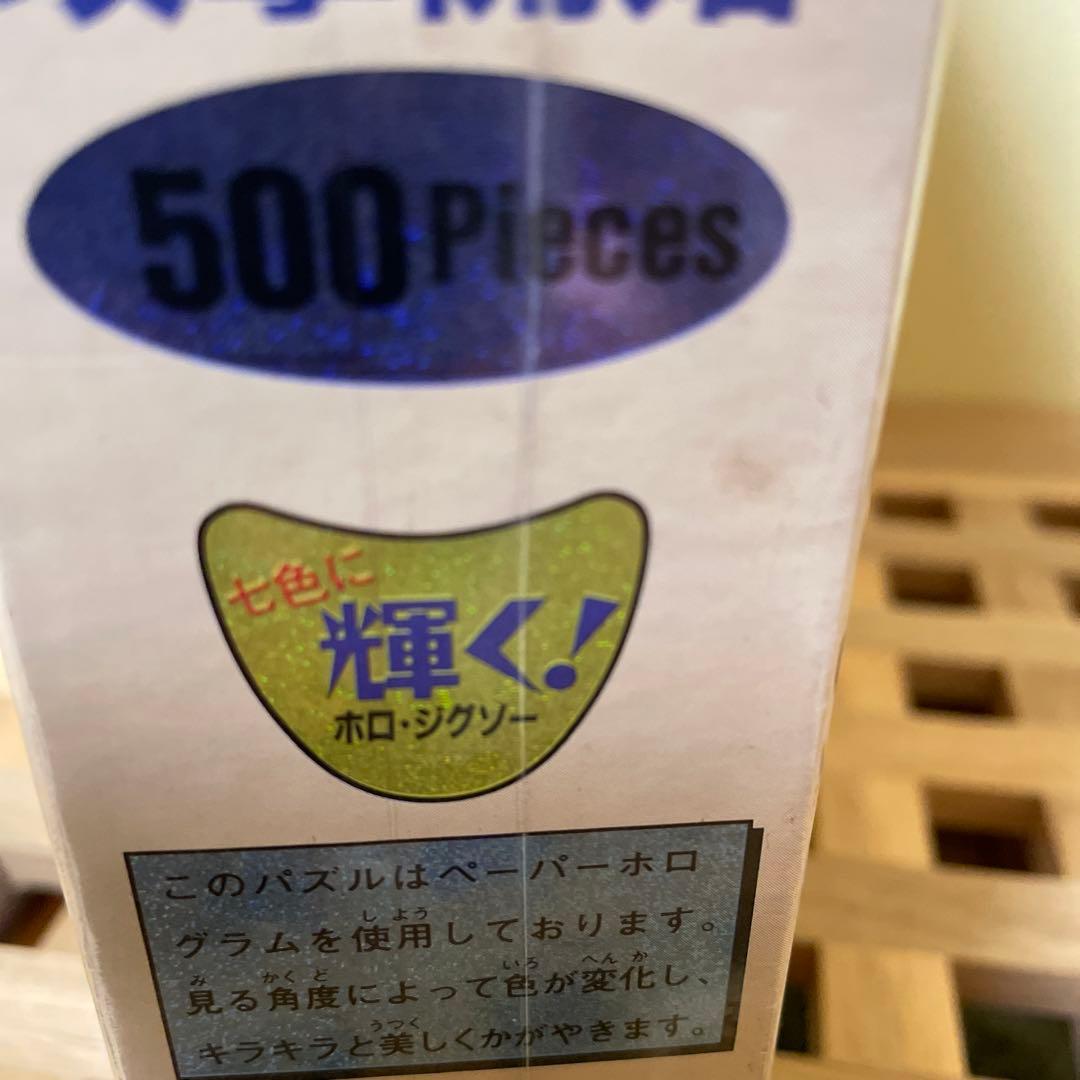 500 Pieces
七色に
輝く!
ホロ・ジグソー
このパズルはペーパーホロ
グラムを使用しております。
見る角度によって色が変化し、
キラキラと美しくかがやきます。